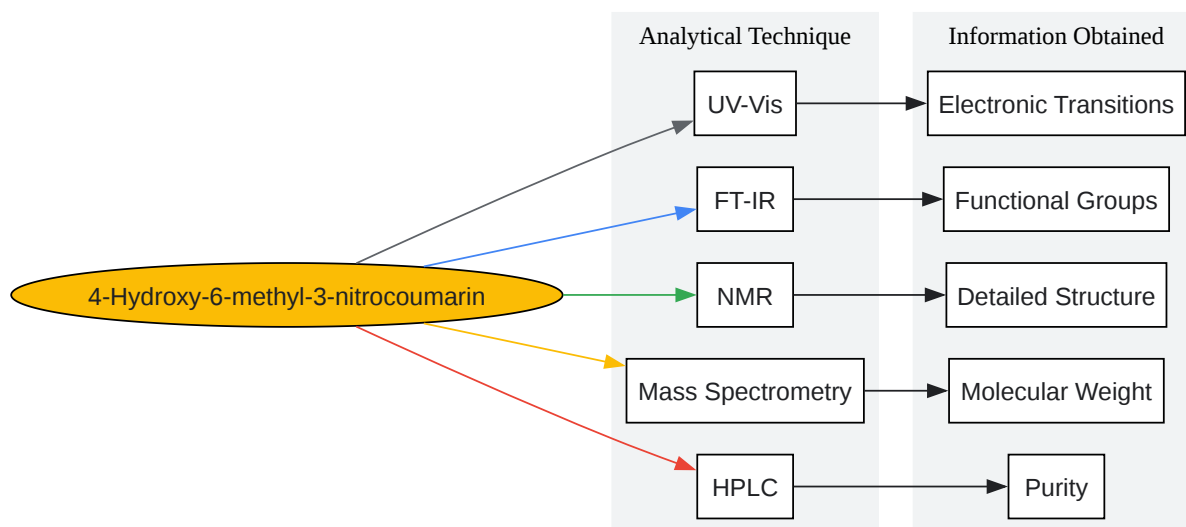 Analytical Technique
Information Obtained
UV-Vis
Electronic Transitions
FT-IR
Functional Groups
4-Hydroxy-6-methyl-3-nitrocoumarin
NMR
Detailed Structure
Mass Spectrometry
Molecular Weight
HPLC
Purity